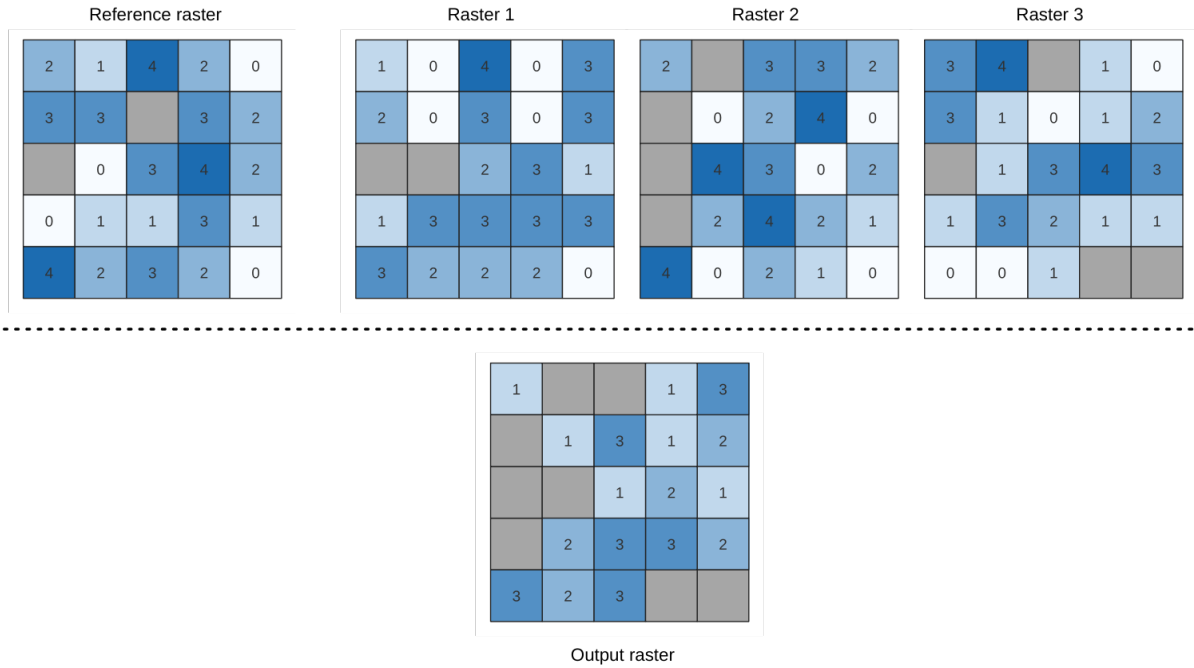 Reference raster Raster 1 Raster 2 Raster 3
2 1 4 2 0 1 0 4 0 3 2 3 3 2 3 4 1 0
3 3 3 2 2 0 3 0 3 0 2 4 0 3 1 0 1 2
0 3 4 2 2 3 1 4 3 0 2 1 3 4 3
0 1 1 3 1 1 3 3 3 3 2 4 2 1 1 3 2 1 1
4 2 3 2 0 3 2 2 2 0 4 0 2 1 0 0 0 1
1 1 3
1 3 1 2
1 2 1
2 3 3 2
3 2 3
Output raster